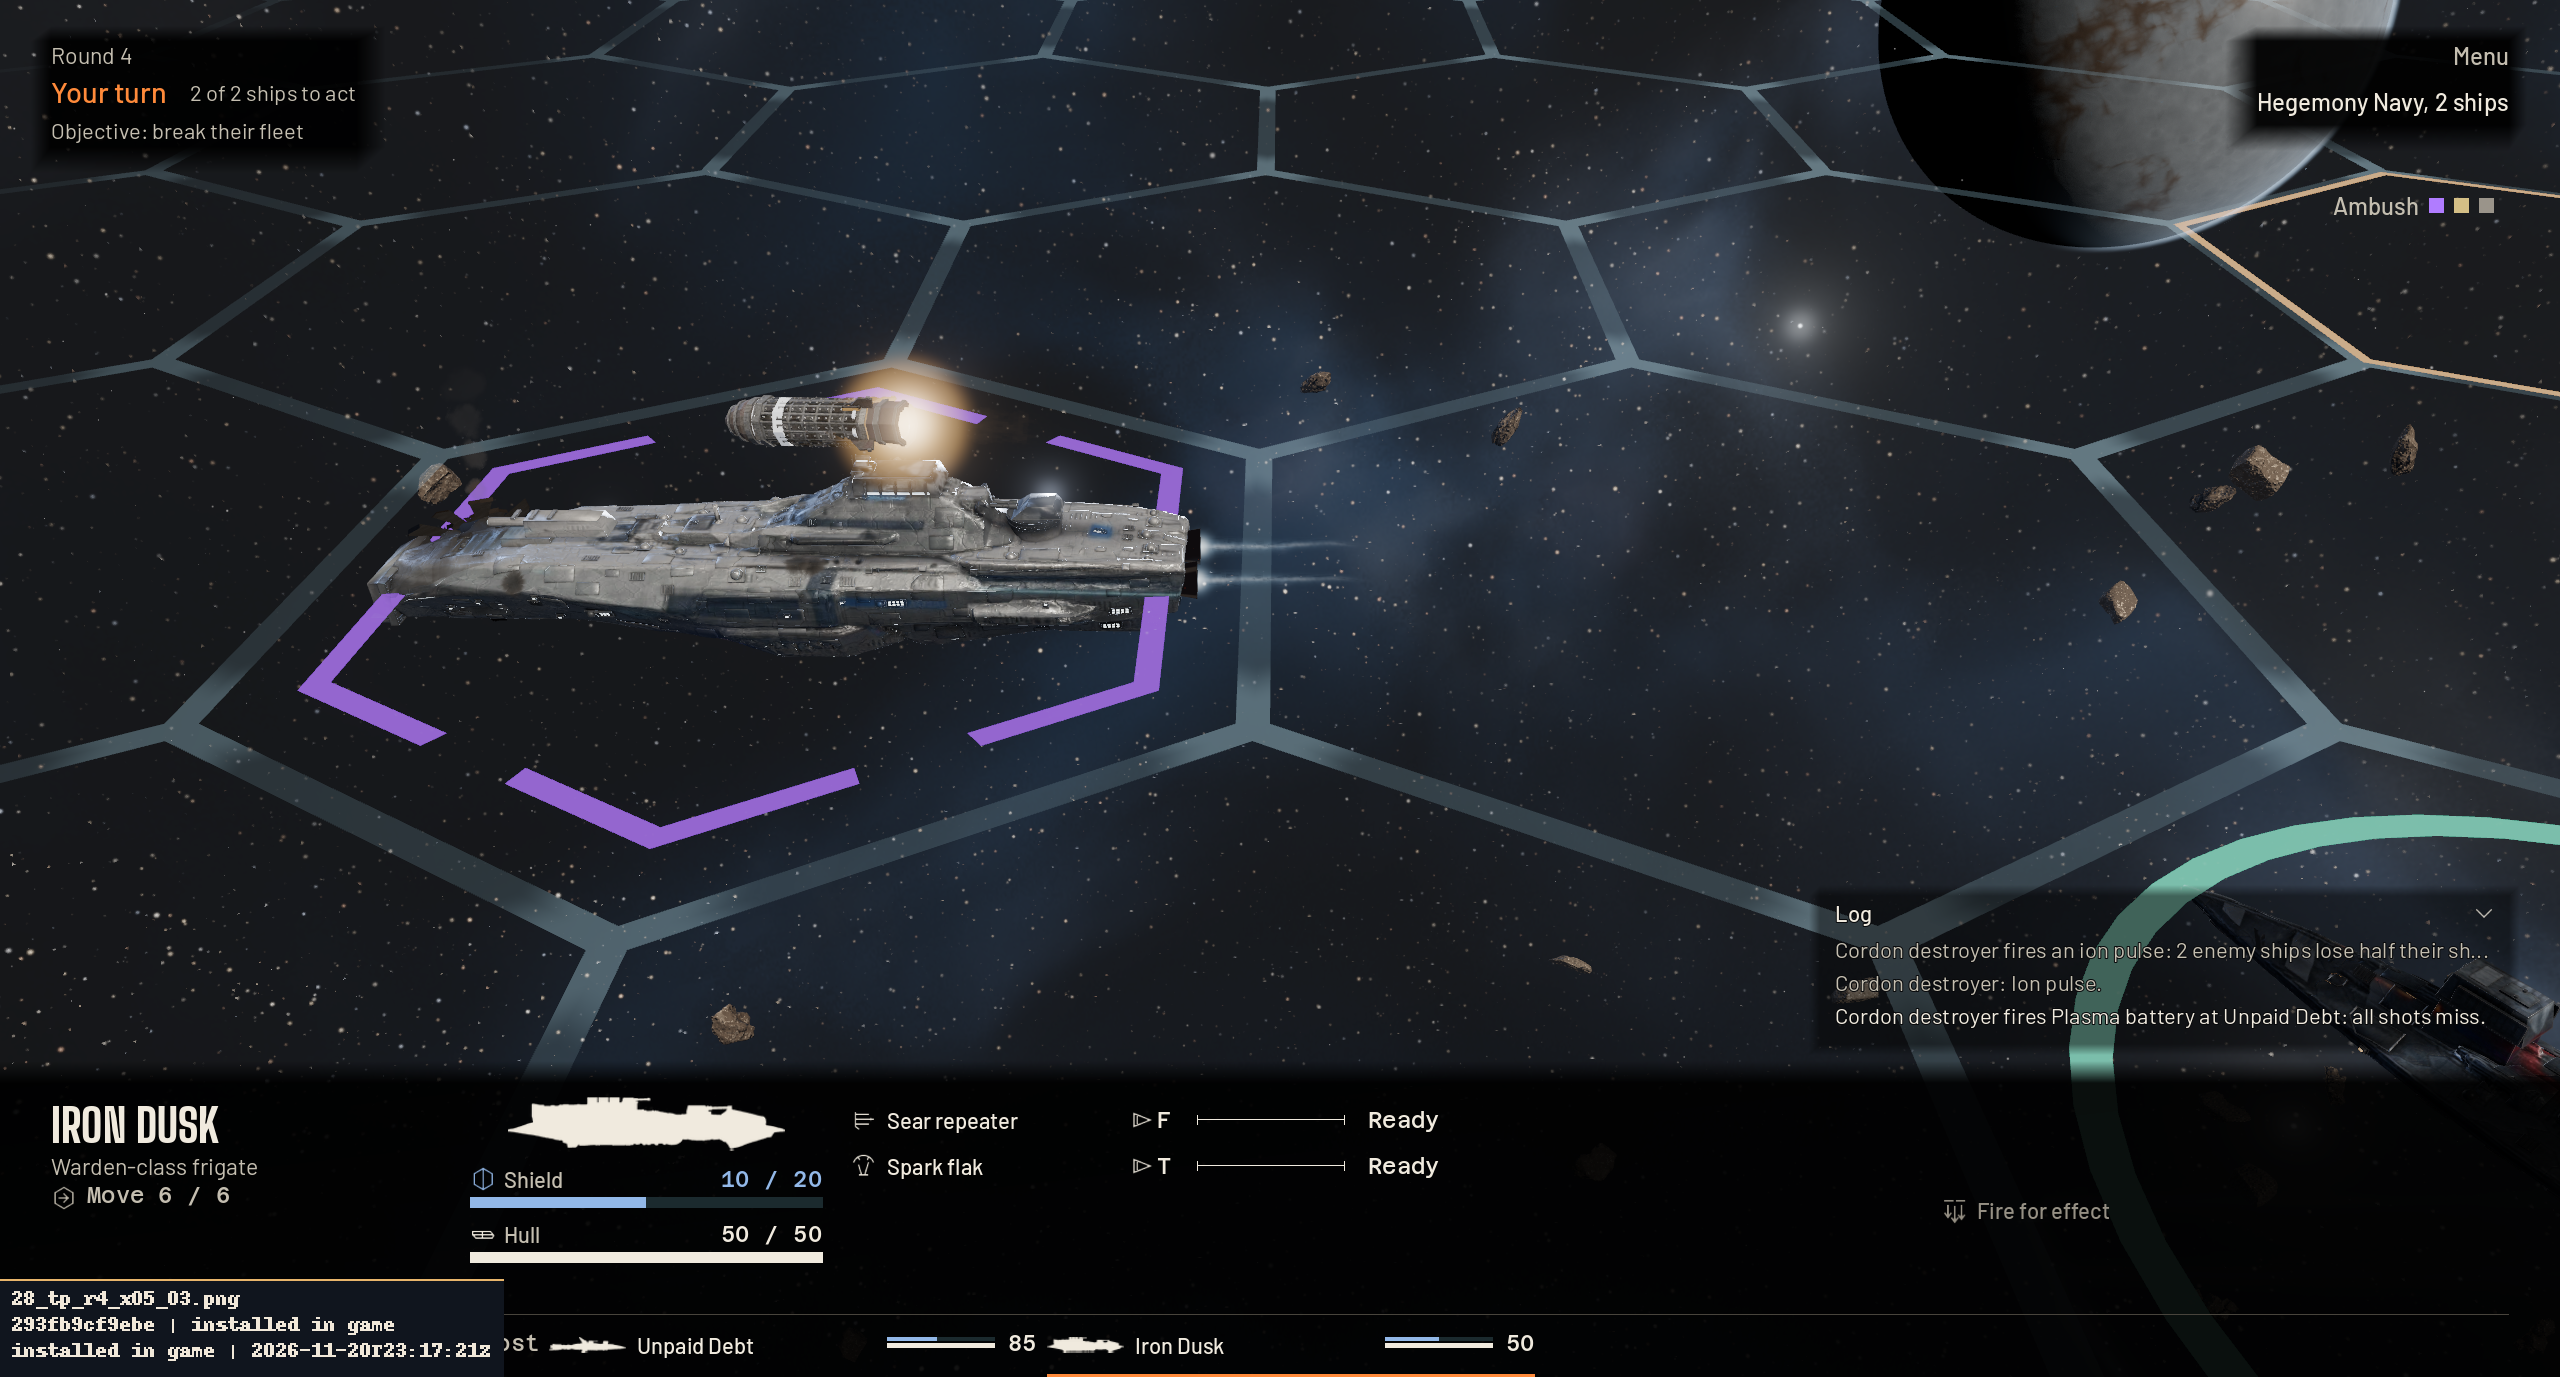 Round 4
Your turn 2 of 2 ships to act
Objective: break their fleet
Menu
Hegemony Navy, 2 ships
Ambush
Log
Cordon destroyer fires an ion pulse: 2 enemy ships lose half their sh...
Cordon destroyer: Ion pulse.
Cordon destroyer fires Plasma battery at Unpaid Debt: all shots miss.
IRON DUSK
Warden-class frigate
Move 6 / 6
Shield 10 / 20
Hull 50 / 50
Sear repeater F Ready
Spark flak T Ready
Fire for effect
28_tp_r4_x05_03.png
293fb9cf9ebe | installed in game
installed in game | 2026-11-20T23:17:21Z
Unpaid Debt 85 Iron Dusk 50